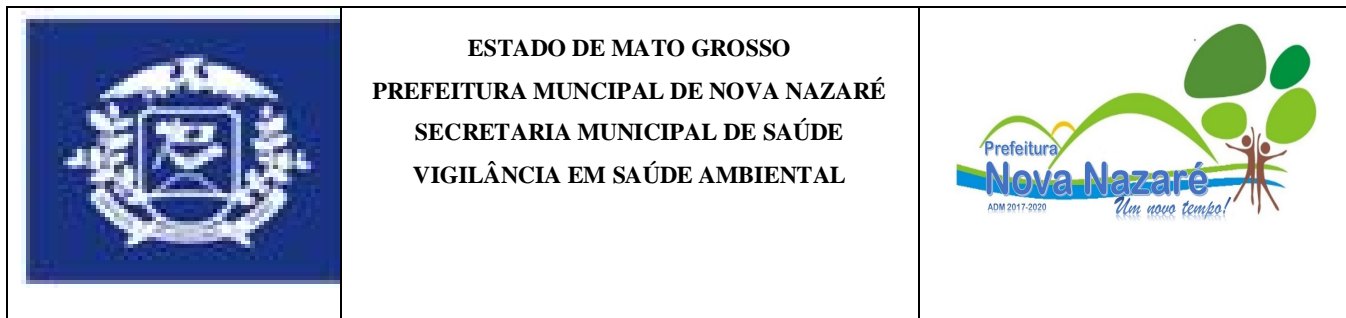 ESTADO DE MATO GROSSO
PREFEITURA MUNCIPAL DE NOVA NAZARÉ
SECRETARIA MUNICIPAL DE SAÚDE
VIGILÂNCIA EM SAÚDE AMBIENTAL
Prefeitura
Nova Nazaré
ADM 2017-2020
Um novo tempo!